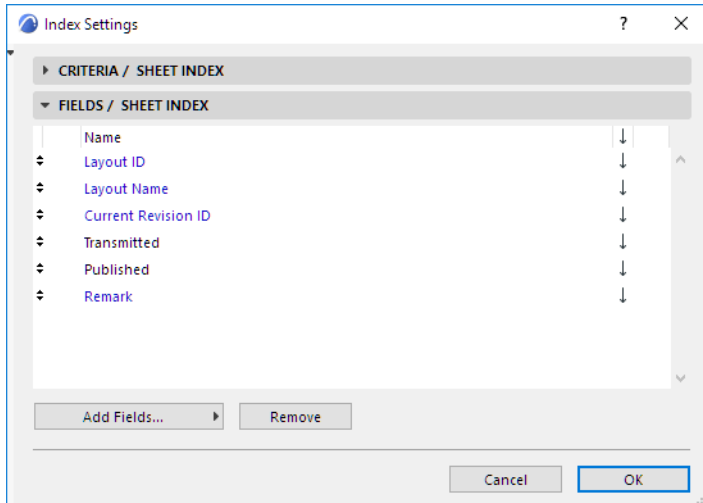 Index Settings
?
CRITERIA / SHEET INDEX
FIELDS / SHEET INDEX
Name
Layout ID
Layout Name
Current Revision ID
Transmitted
Published
Remark
Add Fields...
Remove
Cancel
OK